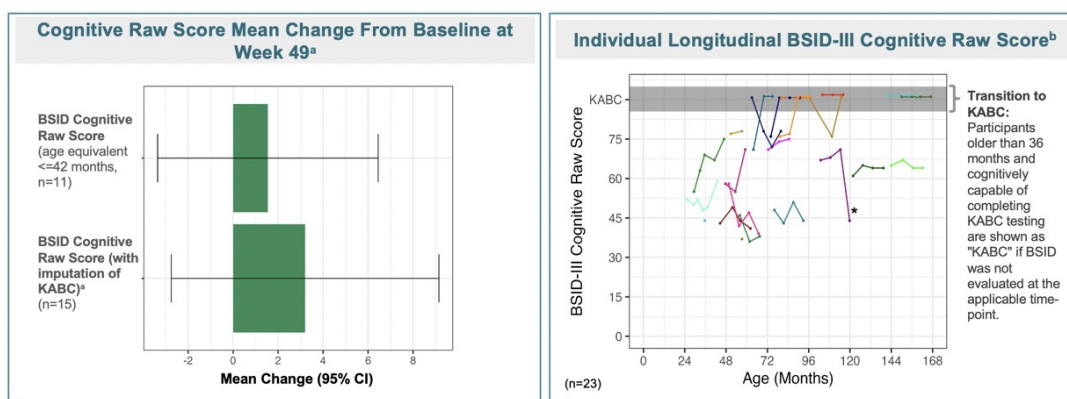 Cognitive Raw Score Mean Change From Baseline at
Week 49ᵃ
BSID Cognitive
Raw Score
(age equivalent
<=42 months,
n=11)
BSID Cognitive
Raw Score (with
imputation of
KABC)ᵃ
(n=15)
-2 0 2 4 6 8
Mean Change (95% CI)
Individual Longitudinal BSID-III Cognitive Raw Scoreᵇ
BSID-III Cognitive Raw Score
KABC
75
60
45
30
15
0
*
0 24 48 72 96 120 144 168
Age (Months)
(n=23)
Transition to
KABC:
Participants
older than 36
months and
cognitively
capable of
completing
KABC testing
are shown as
"KABC" if BSID
was not
evaluated at the
applicable time-
point.